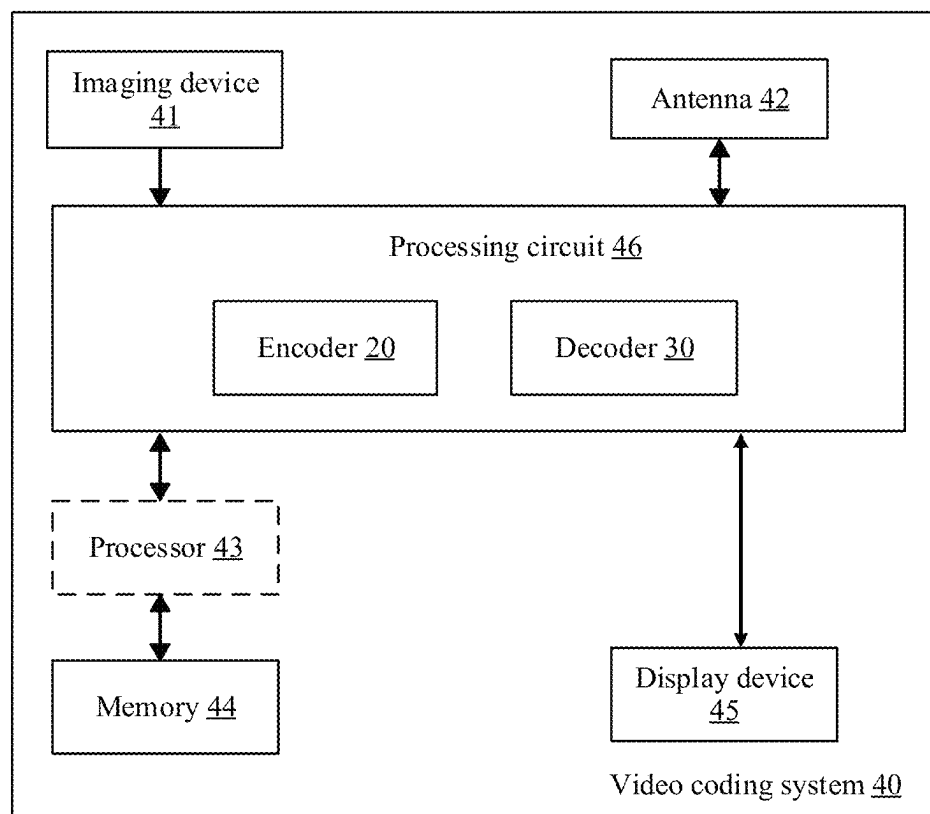 Imaging device
41
Antenna 42
Processing circuit 46
Encoder 20
Decoder 30
Processor 43
Memory 44
Display device
45
Video coding system 40